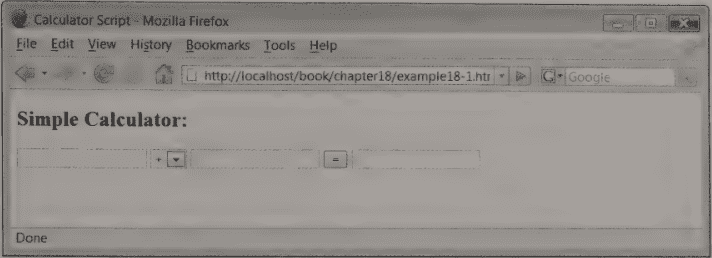 Calculator Script - Mozilla Firefox
File Edit View History Bookmarks Tools Help
http://localhost/book/chapter18/example18-1.htr G Google
Simple Calculator:
+ =
Done